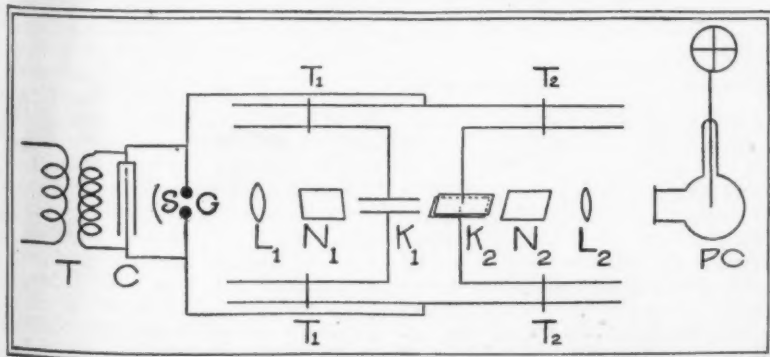 T₁ T₂
S G
L₁ N₁ K₁ K₂ N₂ L₂
T C PC
T₁ T₂